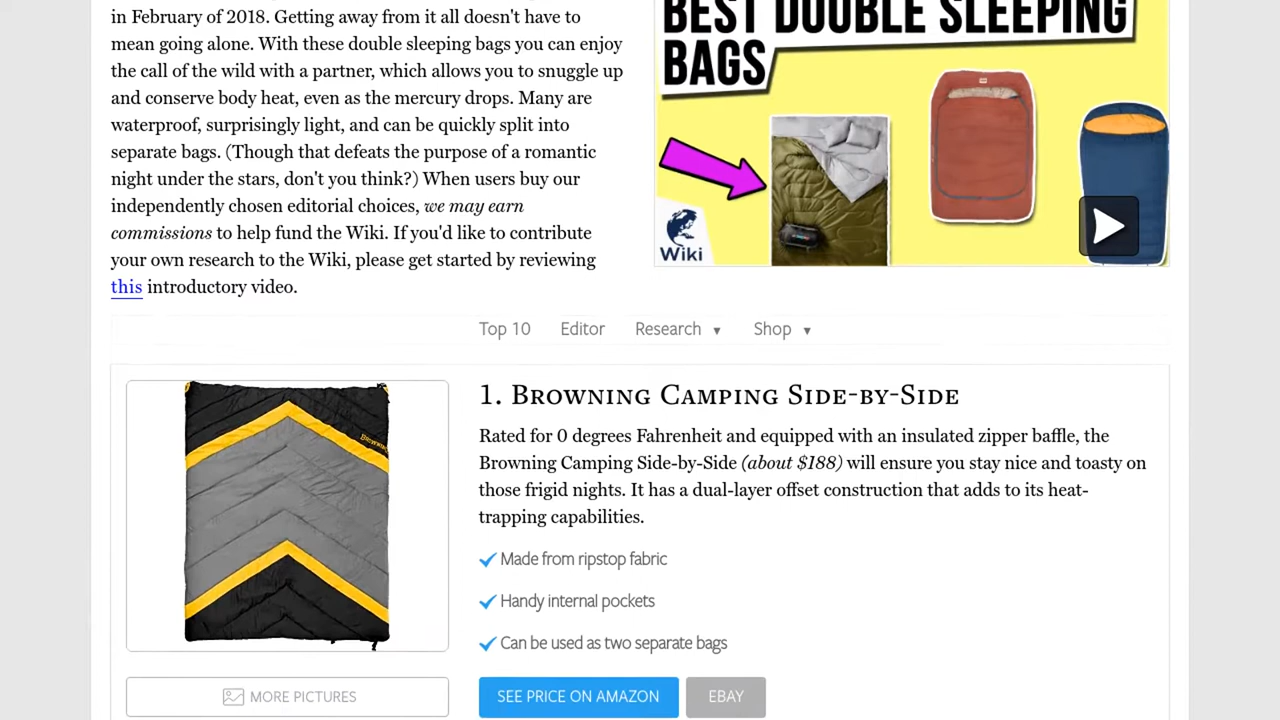 in February of 2018. Getting away from it all doesn't have to
mean going alone. With these double sleeping bags you can enjoy
the call of the wild with a partner, which allows you to snuggle up
and conserve body heat, even as the mercury drops. Many are
waterproof, surprisingly light, and can be quickly split into
separate bags. (Though that defeats the purpose of a romantic
night under the stars, don't you think?) When users buy our
independently chosen editorial choices, we may earn
commissions to help fund the Wiki. If you'd like to contribute
your own research to the Wiki, please get started by reviewing
this introductory video.
BEST DOUBLE SLEEPING
BAGS
Wiki
Top 10 Editor Research ▼ Shop ▼
BROWNING
1. Browning Camping Side-by-Side
Rated for 0 degrees Fahrenheit and equipped with an insulated zipper baffle, the
Browning Camping Side-by-Side (about $188) will ensure you stay nice and toasty on
those frigid nights. It has a dual-layer offset construction that adds to its heat-
trapping capabilities.
Made from ripstop fabric
Handy internal pockets
Can be used as two separate bags
MORE PICTURES
SEE PRICE ON AMAZON EBAY